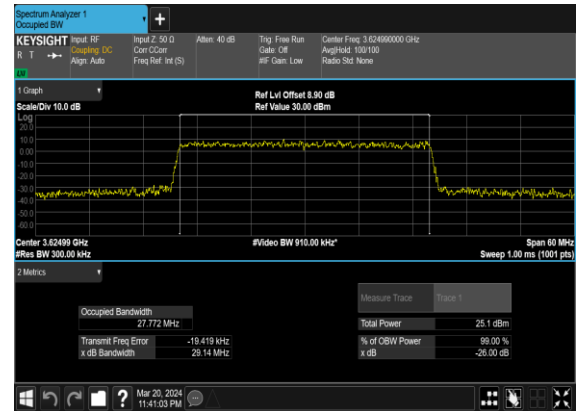 Spectrum Analyzer 1
Occupied BW
KEYSIGHT
R T
Input: RF
Coupling: DC
Align: Auto
Input Z: 50 Ω
Corr CCorr
Freq Ref: Int (S)
Atten: 40 dB
Trig: Free Run
Gate: Off
#IF Gain: Low
Center Freq: 3.624990000 GHz
Avg|Hold: 100/100
Radio Std: None
1 Graph
Scale/Div 10.0 dB
Ref Lvl Offset 8.90 dB
Ref Value 30.00 dBm
Log
20.0
10.0
0.00
-10.0
-20.0
-30.0
-40.0
-50.0
-60.0
Center 3.62499 GHz
#Res BW 300.00 kHz
#Video BW 910.00 kHz*
Span 60 MHz
Sweep 1.00 ms (1001 pts)
2 Metrics
Measure Trace Trace 1
Occupied Bandwidth
27.772 MHz
Total Power 25.1 dBm
Transmit Freq Error -19.419 kHz
% of OBW Power 99.00 %
x dB Bandwidth 29.14 MHz
x dB -26.00 dB
?
Mar 20, 2024
11:41:03 PM